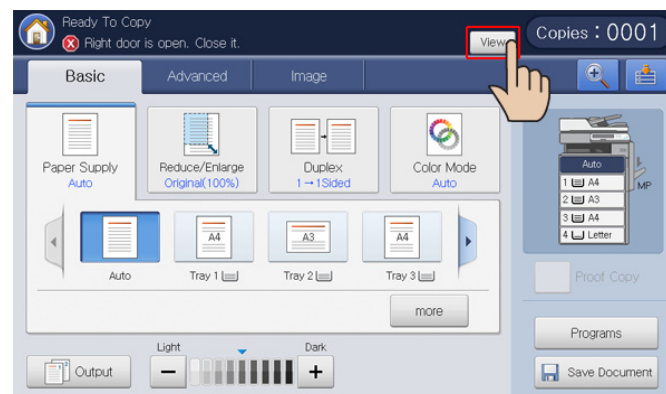 Ready To Copy
Right door is open. Close it.
View
Copies : 0001
Basic
Advanced
Image
Paper Supply
Auto
Reduce/Enlarge
Original(100%)
Duplex
1→1Sided
Color Mode
Auto
Auto
A4
Tray 1
A3
Tray 2
A4
Tray 3
more
Light
Dark
Output
Auto
1 A4
2 A3
3 A4
4 Letter
MP
Proof Copy
Programs
Save Document